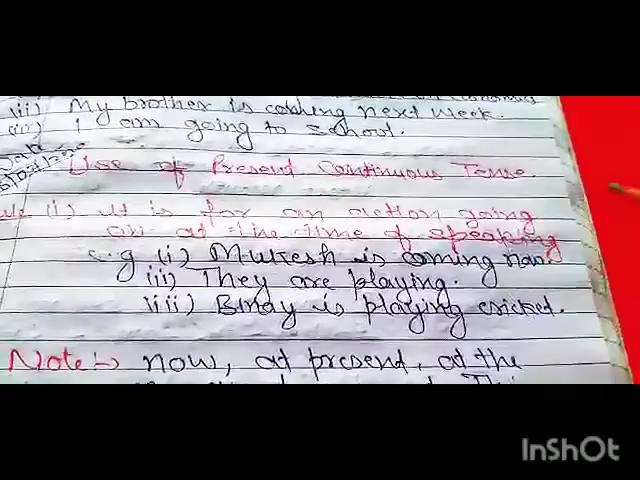 (iii) My brother is coming next week.
(iv) I am going to school.
Use of Present Continuous Tense
(i) It is for an action going
on at the time of speaking
e.g (i) Mukesh is coming now.
(ii) They are playing.
(iii) Binay is playing cricket.
Note:-> now, at present, at the
InShOt